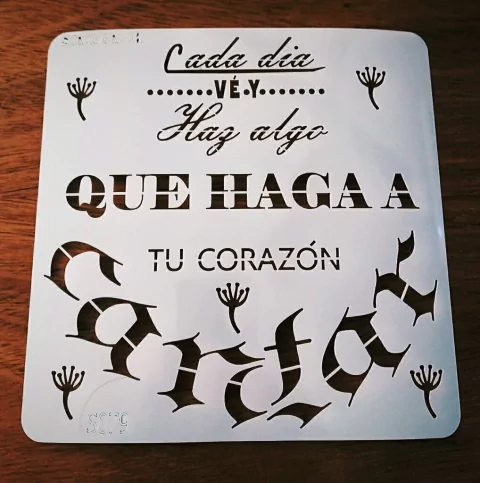 Cada dia
VÉ Y
Haz algo
QUE HAGA A
TU CORAZÓN
Cantar